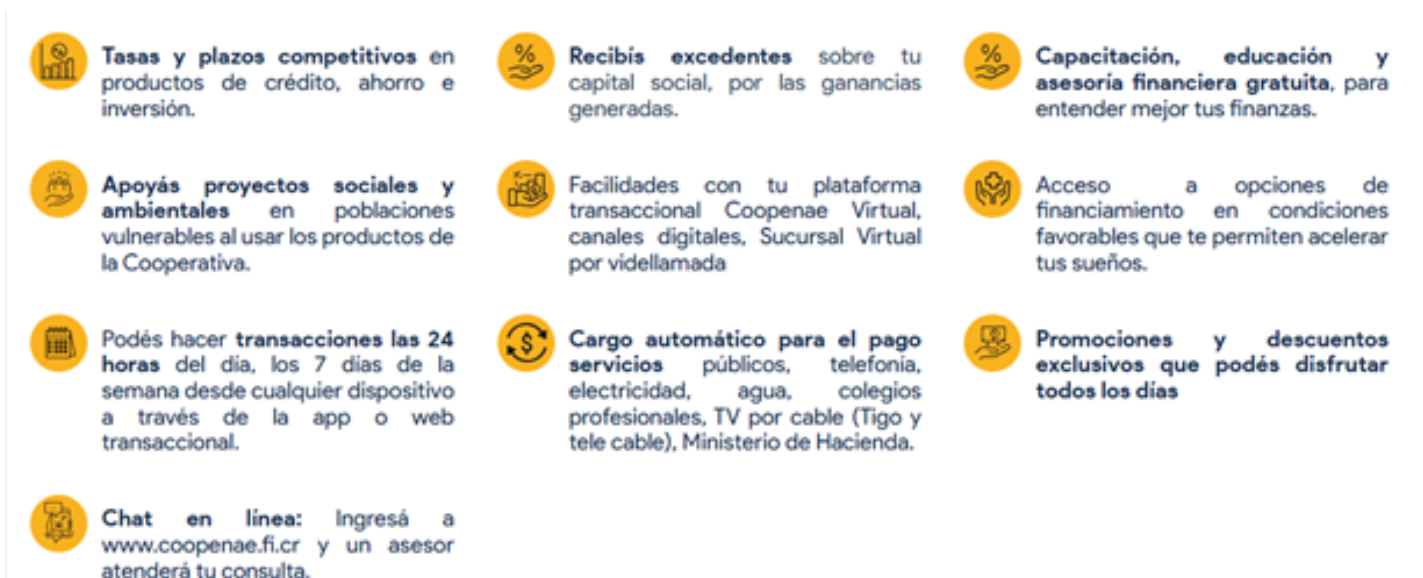 Tasas y plazos competitivos en
productos de crédito, ahorro e
inversión.
Recibís excedentes sobre tu
capital social, por las ganancias
generadas.
Capacitación, educación y
asesoría financiera gratuita, para
entender mejor tus finanzas.
Apoyás proyectos sociales y
ambientales en poblaciones
vulnerables al usar los productos de
la Cooperativa.
Facilidades con tu plataforma
transaccional Coopenae Virtual,
canales digitales, Sucursal Virtual
por videllamada
Acceso a opciones de
financiamiento en condiciones
favorables que te permiten acelerar
tus sueños.
Podés hacer transacciones las 24
horas del día, los 7 días de la
semana desde cualquier dispositivo
a través de la app o web
transaccional.
Cargo automático para el pago
servicios públicos, telefonía,
electricidad, agua, colegios
profesionales, TV por cable (Tigo y
tele cable), Ministerio de Hacienda.
Promociones y descuentos
exclusivos que podés disfrutar
todos los días
Chat en línea: Ingresá a
www.coopenae.fi.cr y un asesor
atenderá tu consulta.